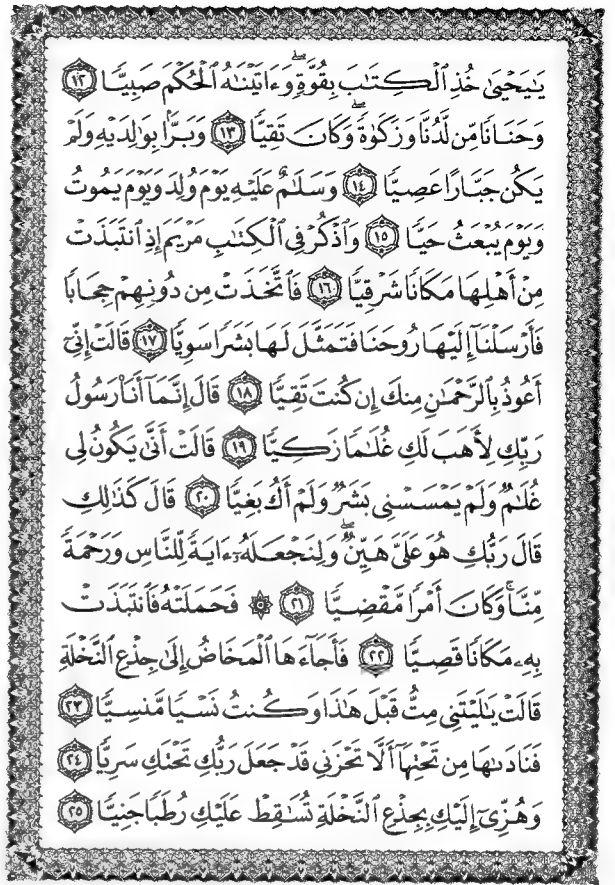 يَٰيَحْيَىٰ خُذِ ٱلْكِتَٰبَ بِقُوَّةٍۖ وَءَاتَيْنَٰهُ ٱلْحُكْمَ صَبِيًّا ١٢
وَحَنَانًا مِّن لَّدُنَّا وَزَكَوٰةًۖ وَكَانَ تَقِيًّا ١٣ وَبَرًّۢا بِوَٰلِدَيْهِ وَلَمْ
يَكُن جَبَّارًا عَصِيًّا ١٤ وَسَلَٰمٌ عَلَيْهِ يَوْمَ وُلِدَ وَيَوْمَ يَمُوتُ
وَيَوْمَ يُبْعَثُ حَيًّا ١٥ وَٱذْكُرْ فِى ٱلْكِتَٰبِ مَرْيَمَ إِذِ ٱنتَبَذَتْ
مِنْ أَهْلِهَا مَكَانًا شَرْقِيًّا ١٦ فَٱتَّخَذَتْ مِن دُونِهِمْ حِجَابًا
فَأَرْسَلْنَآ إِلَيْهَا رُوحَنَا فَتَمَثَّلَ لَهَا بَشَرًا سَوِيًّا ١٧ قَالَتْ إِنِّىٓ
أَعُوذُ بِٱلرَّحْمَٰنِ مِنكَ إِن كُنتَ تَقِيًّا ١٨ قَالَ إِنَّمَآ أَنَا۠ رَسُولُ
رَبِّكِ لِأَهَبَ لَكِ غُلَٰمًا زَكِيًّا ١٩ قَالَتْ أَنَّىٰ يَكُونُ لِى
غُلَٰمٌ وَلَمْ يَمْسَسْنِى بَشَرٌ وَلَمْ أَكُ بَغِيًّا ٢٠ قَالَ كَذَٰلِكِ
قَالَ رَبُّكِ هُوَ عَلَىَّ هَيِّنٌۖ وَلِنَجْعَلَهُۥٓ ءَايَةً لِّلنَّاسِ وَرَحْمَةً
مِّنَّاۚ وَكَانَ أَمْرًا مَّقْضِيًّا ٢١ ۞ فَحَمَلَتْهُ فَٱنتَبَذَتْ
بِهِۦ مَكَانًا قَصِيًّا ٢٢ فَأَجَآءَهَا ٱلْمَخَاضُ إِلَىٰ جِذْعِ ٱلنَّخْلَةِ
قَالَتْ يَٰلَيْتَنِى مِتُّ قَبْلَ هَٰذَا وَكُنتُ نَسْيًا مَّنسِيًّا ٢٣
فَنَادَىٰهَا مِن تَحْتِهَآ أَلَّا تَحْزَنِى قَدْ جَعَلَ رَبُّكِ تَحْتَكِ سَرِيًّا ٢٤
وَهُزِّىٓ إِلَيْكِ بِجِذْعِ ٱلنَّخْلَةِ تُسَٰقِطْ عَلَيْكِ رُطَبًا جَنِيًّا ٢٥